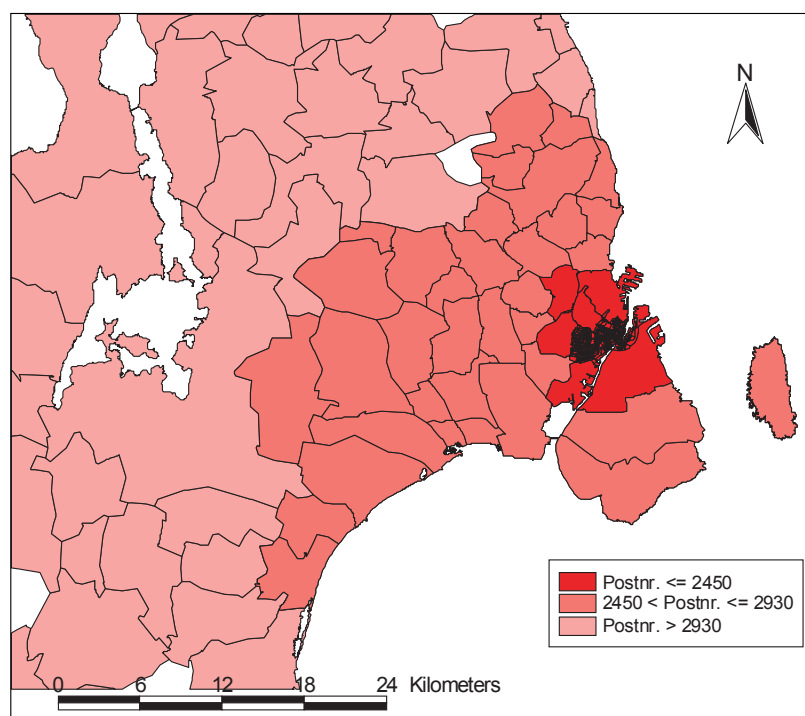 N
Postnr. <= 2450
2450 < Postnr. <= 2930
Postnr. > 2930
0 6 12 18 24 Kilometers